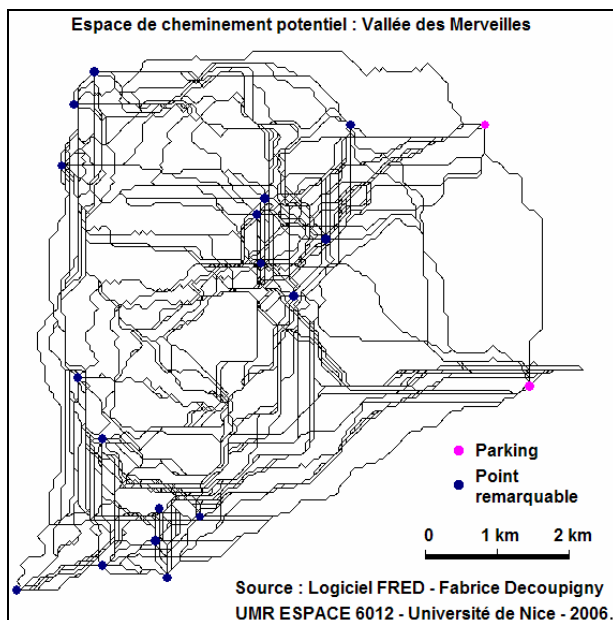 Espace de cheminement potentiel : Vallée des Merveilles
Parking
Point
remarquable
0 1 km 2 km
Source : Logiciel FRED - Fabrice Decoupigny
UMR ESPACE 6012 - Université de Nice - 2006.